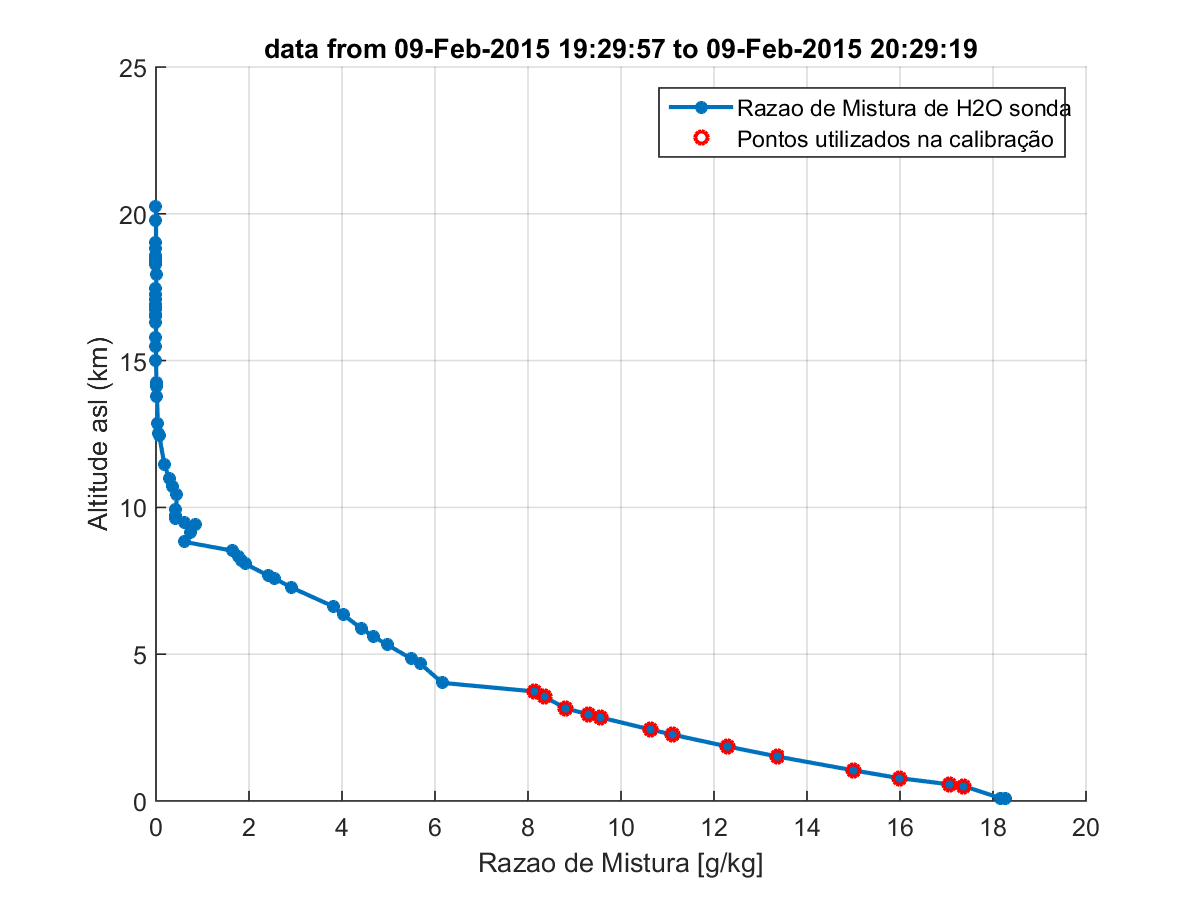 data from 09-Feb-2015 19:29:57 to 09-Feb-2015 20:29:19
Razao de Mistura de H2O sonda
Pontos utilizados na calibração
25
20
15
10
5
0
Altitude asl (km)
0 2 4 6 8 10 12 14 16 18 20
Razao de Mistura [g/kg]